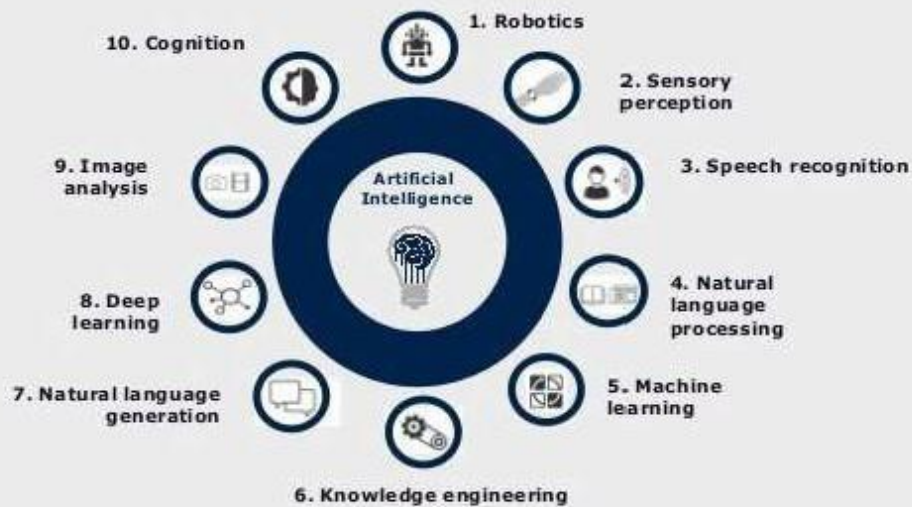 1. Robotics
2. Sensory
perception
3. Speech recognition
4. Natural
language
processing
5. Machine
learning
6. Knowledge engineering
7. Natural language
generation
8. Deep
learning
9. Image
analysis
10. Cognition
Artificial
Intelligence